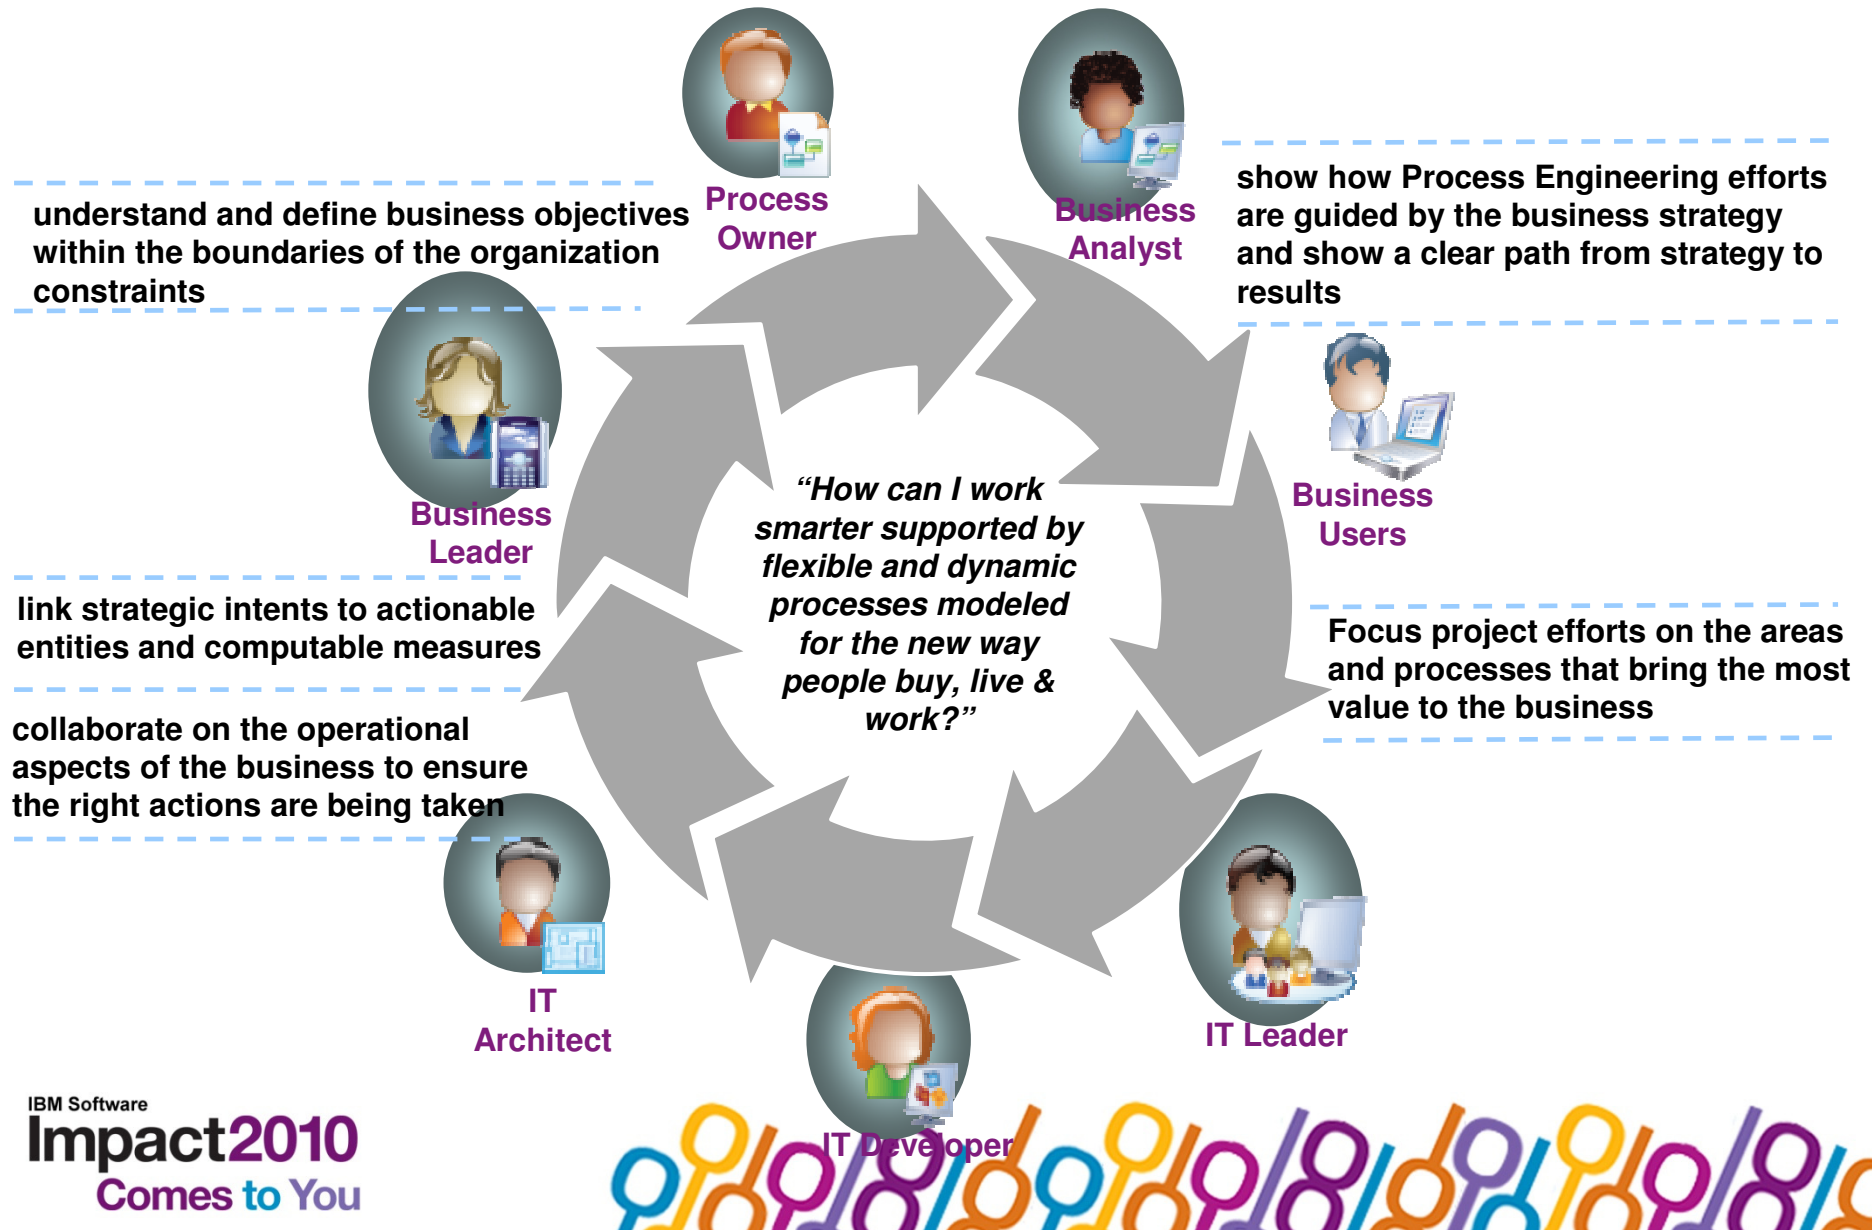 Process
Owner
Business
Analyst
understand and define business objectives
within the boundaries of the organization
constraints
show how Process Engineering efforts
are guided by the business strategy
and show a clear path from strategy to
results
Business
Leader
Business
Users
“How can I work
smarter supported by
flexible and dynamic
processes modeled
for the new way
people buy, live &
work?”
link strategic intents to actionable
entities and computable measures
Focus project efforts on the areas
and processes that bring the most
value to the business
collaborate on the operational
aspects of the business to ensure
the right actions are being taken
IT
Architect
IT Leader
IT Developer
IBM Software
Impact2010
Comes to You